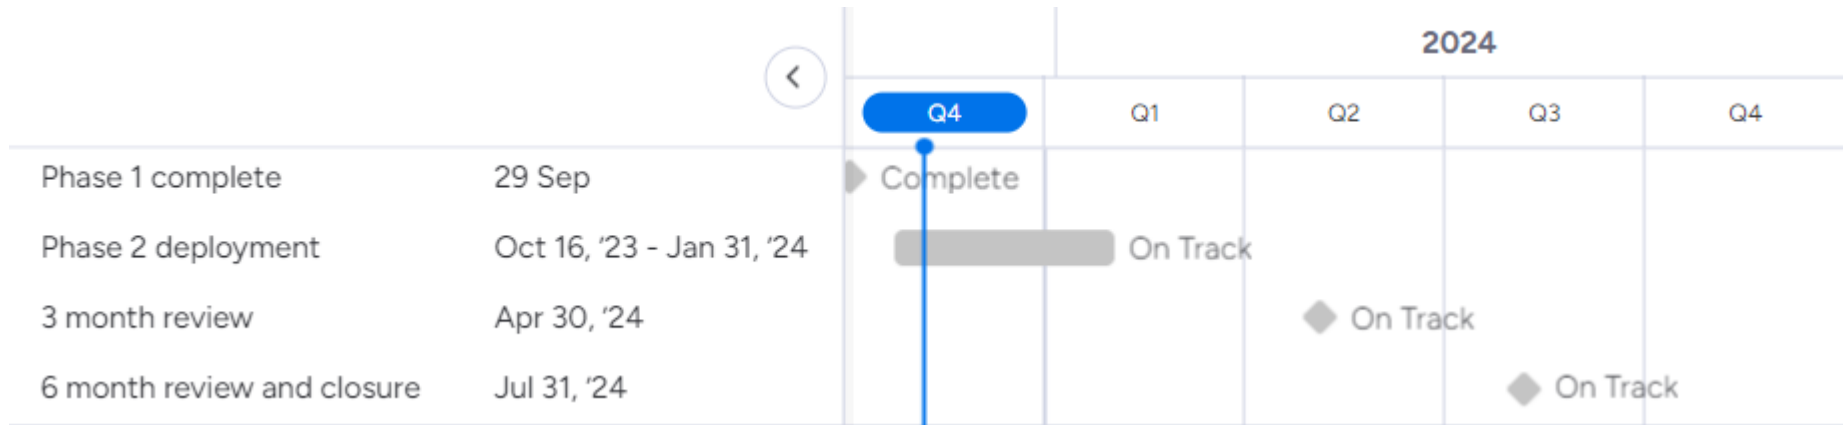 2024
Q4 Q1 Q2 Q3 Q4
Phase 1 complete 29 Sep Complete
Phase 2 deployment Oct 16, '23 - Jan 31, '24 On Track
3 month review Apr 30, '24 On Track
6 month review and closure Jul 31, '24 On Track